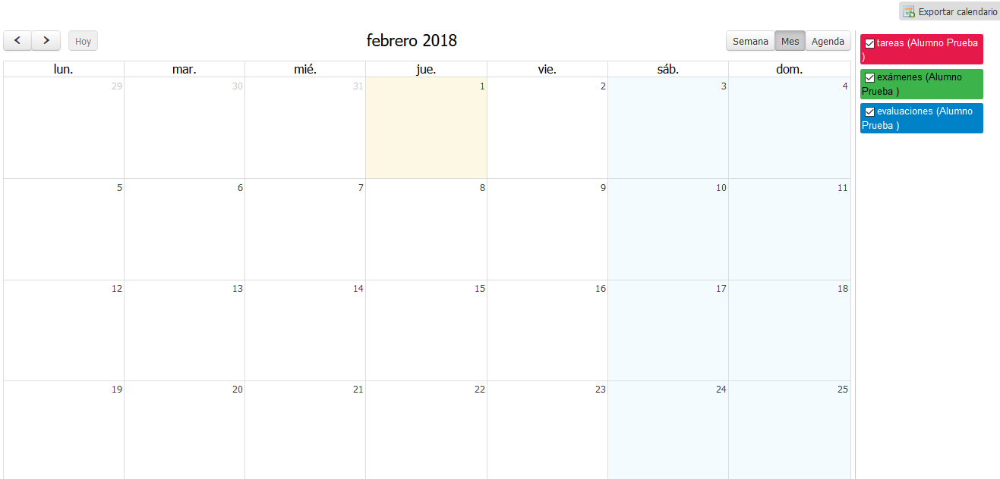 Exportar calendario
Hoy
febrero 2018
Semana Mes Agenda
lun. mar. mié. jue. vie. sáb. dom.
29 30 31 1 2 3 4
5 6 7 8 9 10 11
12 13 14 15 16 17 18
19 20 21 22 23 24 25
tareas (Alumno Prueba
)
exámenes (Alumno
Prueba )
evaluaciones (Alumno
Prueba )